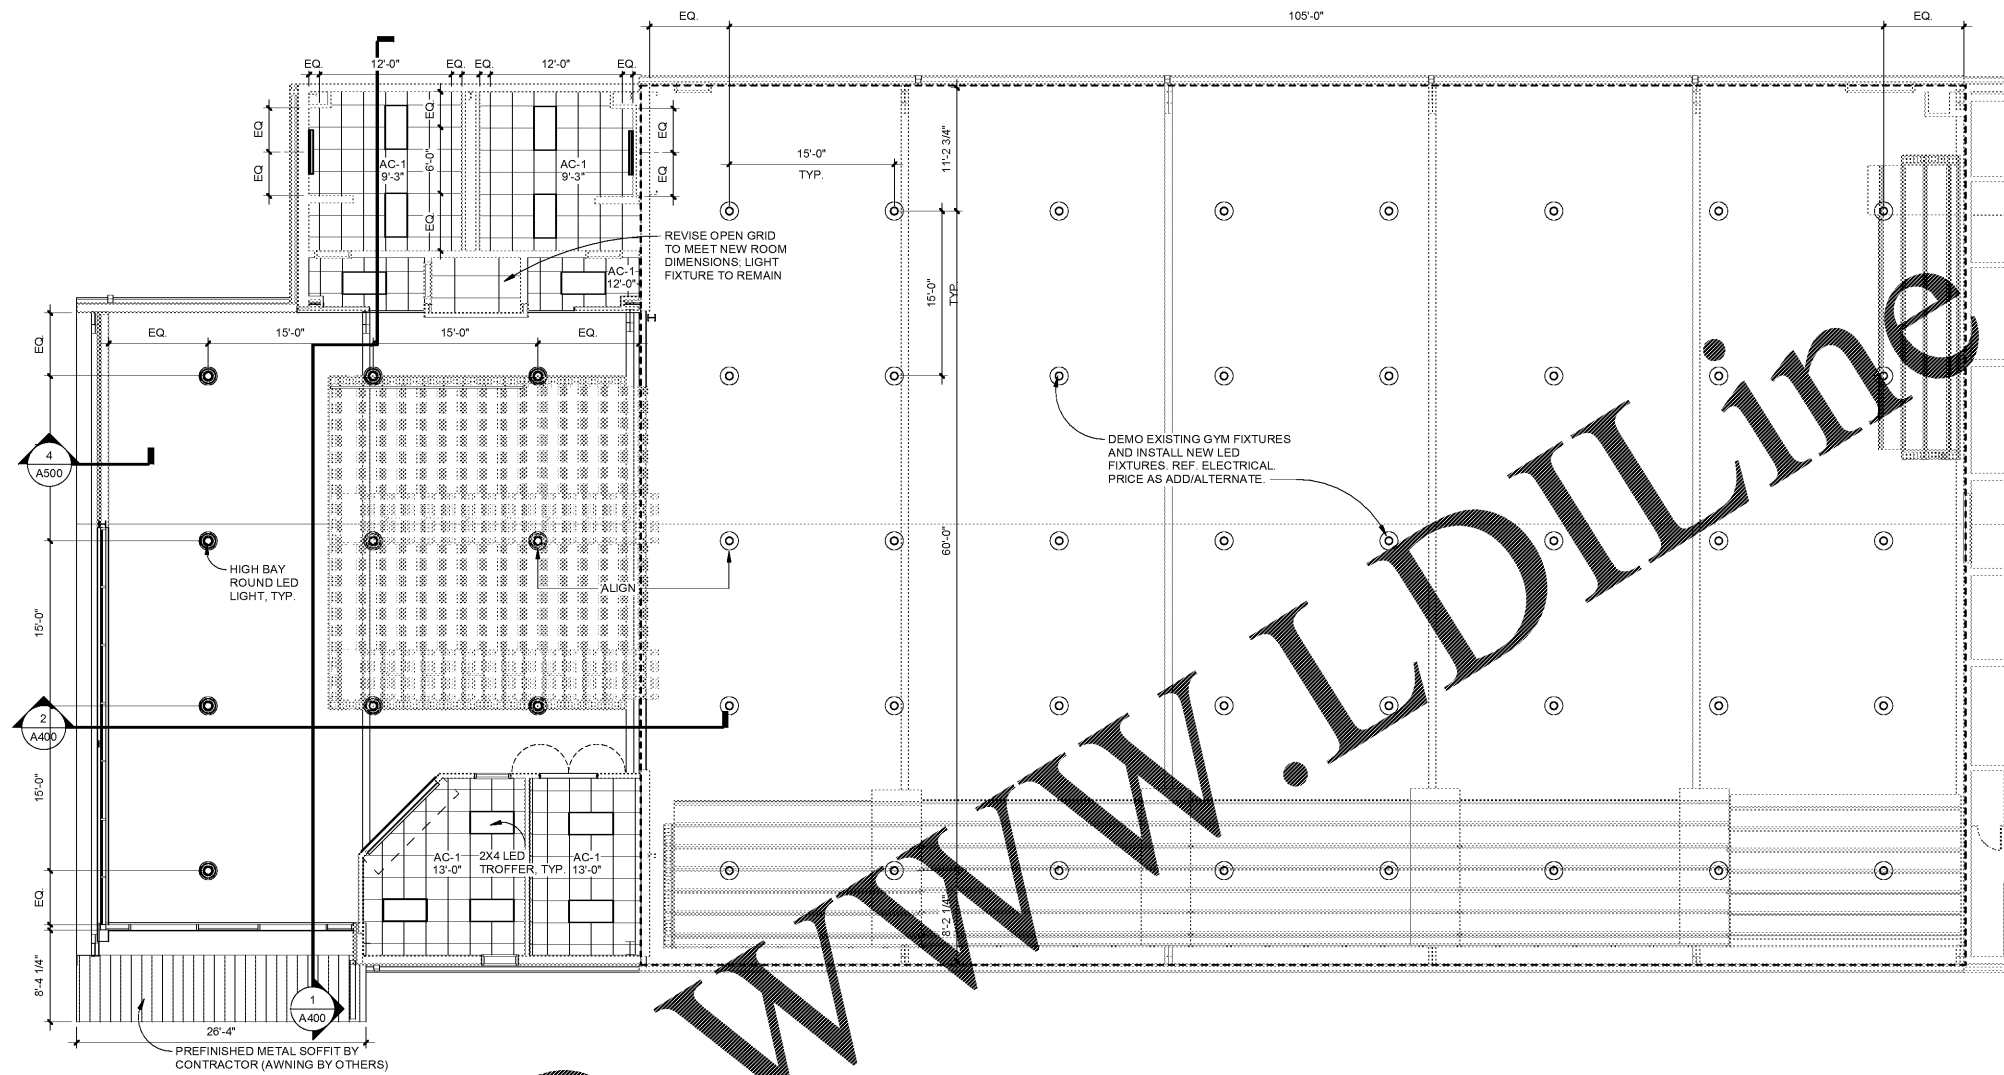 EQ.
105'-0"
EQ.
EQ.
12'-0"
EQ.
EQ.
12'-0"
EQ.
EQ
EQ
EQ
6'-0"
EQ
EQ
EQ
AC-1
9'-3"
AC-1
9'-3"
15'-0"
TYP.
11'-2 3/4"
REVISE OPEN GRID
TO MEET NEW ROOM
DIMENSIONS; LIGHT
FIXTURE TO REMAIN
AC-1
12'-0"
15'-0"
TYP.
EQ.
EQ.
15'-0"
15'-0"
EQ.
4
A500
DEMO EXISTING GYM FIXTURES
AND INSTALL NEW LED
FIXTURES. REF. ELECTRICAL.
PRICE AS ADD/ALTERNATE.
60'-0"
HIGH BAY
ROUND LED
LIGHT, TYP.
ALIGN
15'-0"
2
A400
15'-0"
AC-1
13'-0"
2X4 LED
TROFFER, TYP.
AC-1
13'-0"
EQ.
8'-2 1/4"
8'-4 1/4"
1
A400
26'-4"
PREFINISHED METAL SOFFIT BY
CONTRACTOR (AWNING BY OTHERS)
www.LDILine